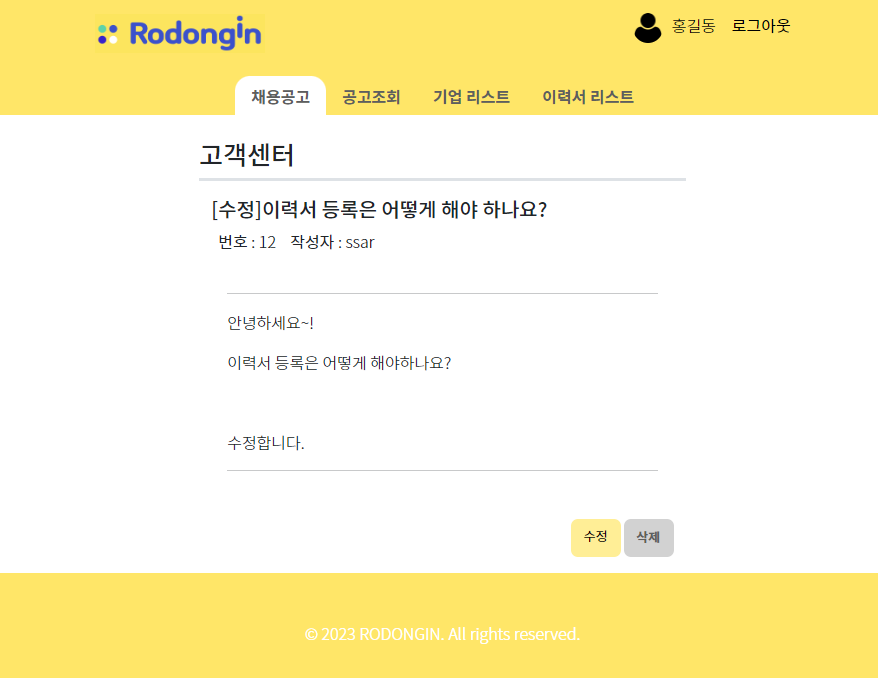 Rodongin
홍길동 로그아웃
채용공고 공고조회 기업 리스트 이력서 리스트
고객센터
[수정]이력서 등록은 어떻게 해야 하나요?
번호 : 12 작성자 : ssar
안녕하세요~!
이력서 등록은 어떻게 해야하나요?
수정합니다.
수정 삭제
© 2023 RODONGIN. All rights reserved.